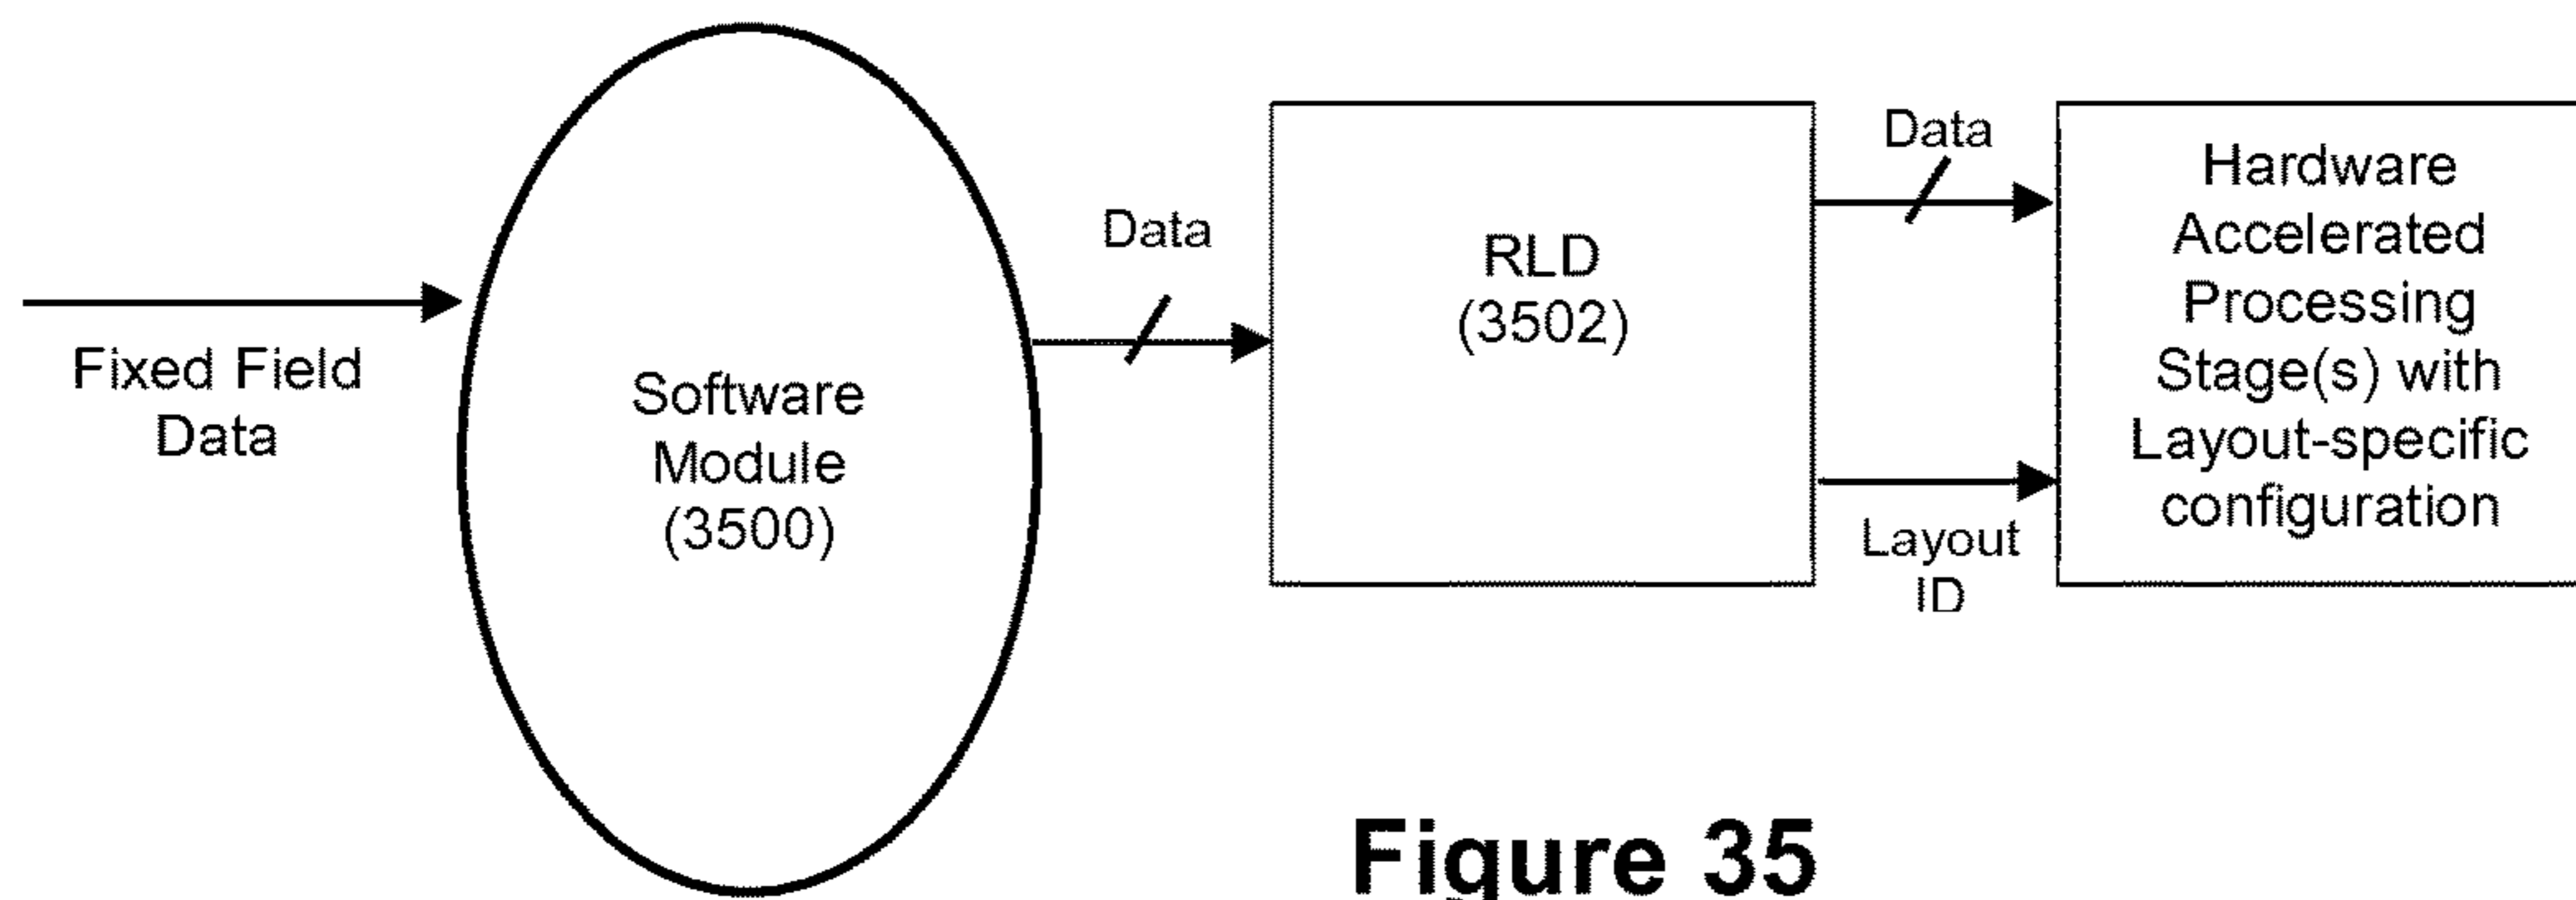 Fixed Field
Data
Software
Module
(3500)
Data
RLD
(3502)
Data
Layout
ID
Hardware
Accelerated
Processing
Stage(s) with
Layout-specific
configuration
Figure 35